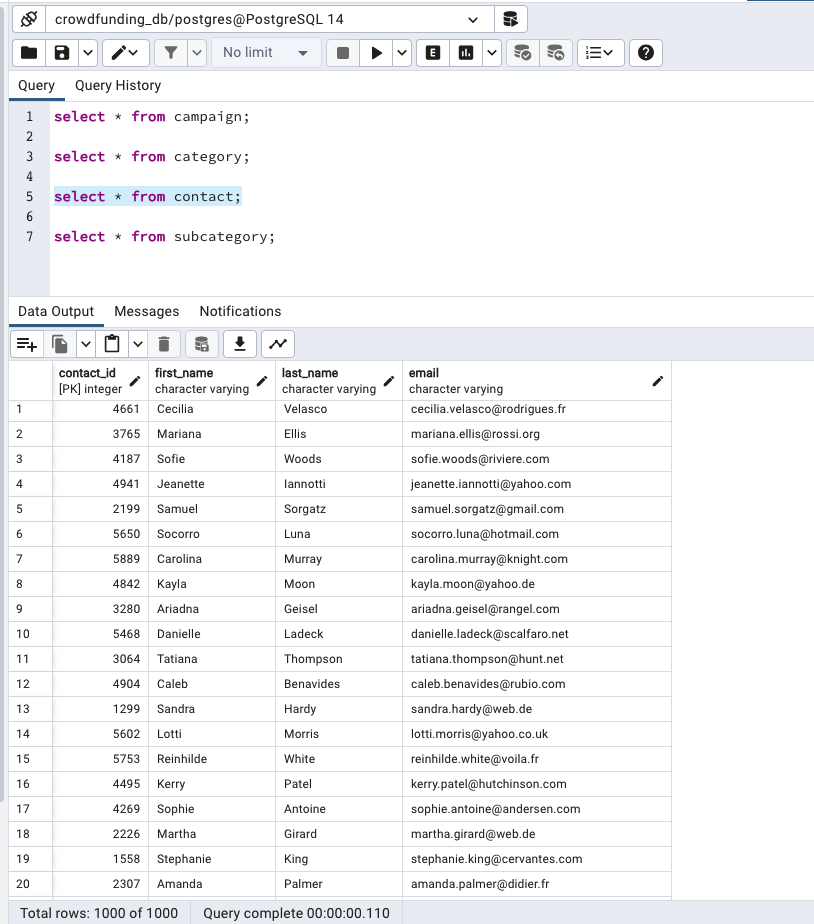 crowdfunding_db/postgres@PostgreSQL 14
No limit
E
Query Query History
1 select * from campaign;
2
3 select * from category;
4
5 select * from contact;
6
7 select * from subcategory;
Data Output Messages Notifications
contact_id first_name last_name email
[PK] integer character varying character varying character varying
1 4661 Cecilia Velasco cecilia.velasco@rodrigues.fr
2 3765 Mariana Ellis mariana.ellis@rossi.org
3 4187 Sofie Woods sofie.woods@riviere.com
4 4941 Jeanette Iannotti jeanette.iannotti@yahoo.com
5 2199 Samuel Sorgatz samuel.sorgatz@gmail.com
6 5650 Socorro Luna socorro.luna@hotmail.com
7 5889 Carolina Murray carolina.murray@knight.com
8 4842 Kayla Moon kayla.moon@yahoo.de
9 3280 Ariadna Geisel ariadna.geisel@rangel.com
10 5468 Danielle Ladeck danielle.ladeck@scalfaro.net
11 3064 Tatiana Thompson tatiana.thompson@hunt.net
12 4904 Caleb Benavides caleb.benavides@rubio.com
13 1299 Sandra Hardy sandra.hardy@web.de
14 5602 Lotti Morris lotti.morris@yahoo.co.uk
15 5753 Reinhilde White reinhilde.white@voila.fr
16 4495 Kerry Patel kerry.patel@hutchinson.com
17 4269 Sophie Antoine sophie.antoine@andersen.com
18 2226 Martha Girard martha.girard@web.de
19 1558 Stephanie King stephanie.king@cervantes.com
20 2307 Amanda Palmer amanda.palmer@didier.fr
Total rows: 1000 of 1000 Query complete 00:00:00.110